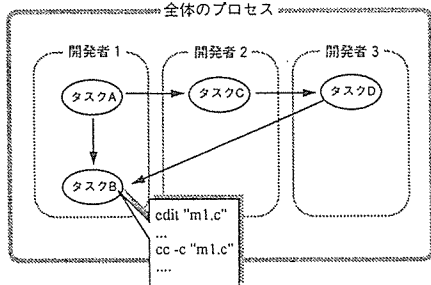 全体のプロセス
開発者 1
開発者 2
開発者 3
タスクA
タスクC
タスクD
タスクB
edit "m1.c"
...
cc -c "m1.c"
....